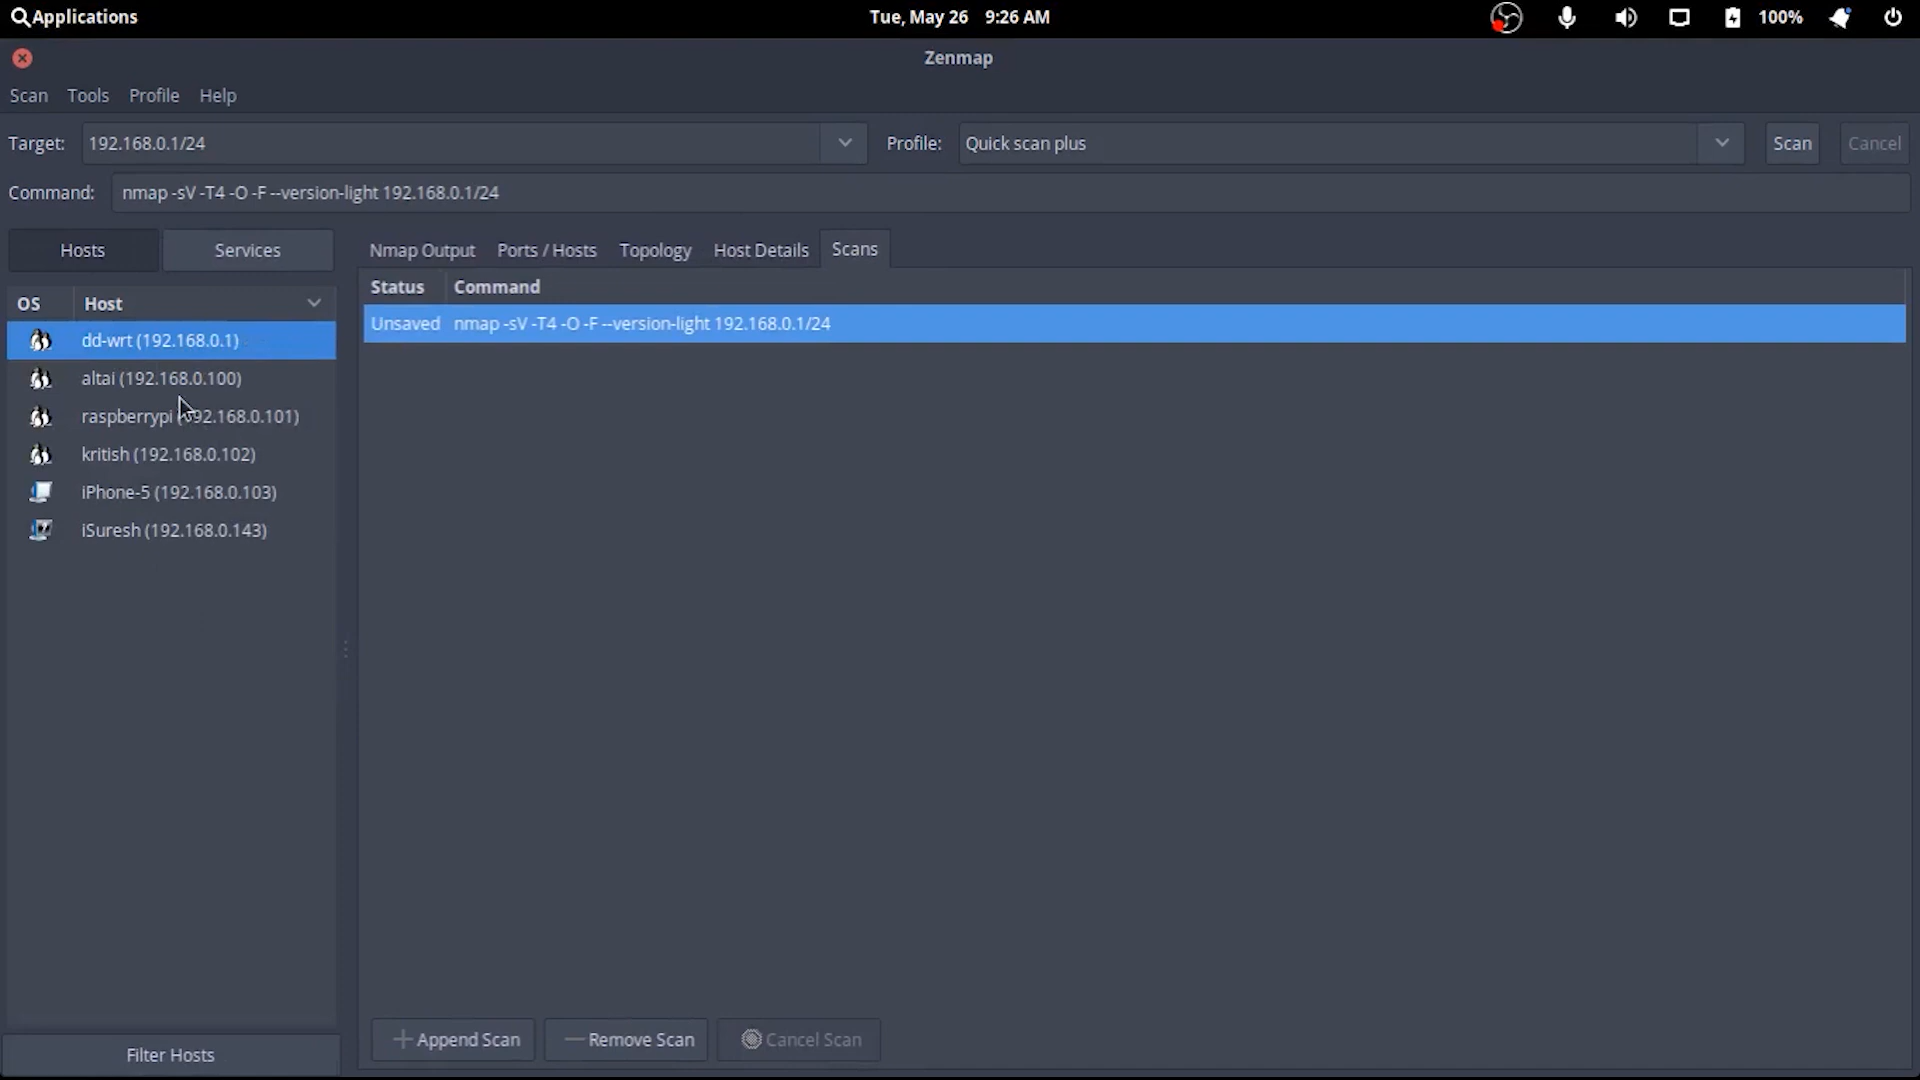 Applications
Tue, May 26 9:26 AM
100%
Zenmap
Scan Tools Profile Help
Target: 192.168.0.1/24 Profile: Quick scan plus Scan Cancel
Command: nmap -sV -T4 -O -F --version-light 192.168.0.1/24
Hosts Services
Nmap Output Ports / Hosts Topology Host Details Scans
OS Host
dd-wrt (192.168.0.1)
altai (192.168.0.100)
raspberrypi (192.168.0.101)
kritish (192.168.0.102)
iPhone-5 (192.168.0.103)
iSuresh (192.168.0.143)
Filter Hosts
Status Command
Unsaved nmap -sV -T4 -O -F --version-light 192.168.0.1/24
Append Scan Remove Scan Cancel Scan